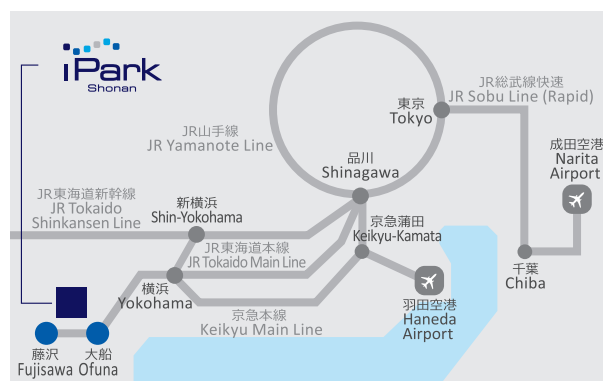 iPark
Shonan
JR総武線快速
JR Sobu Line (Rapid)
東京
Tokyo
JR山手線
JR Yamanote Line
成田空港
Narita
Airport
品川
Shinagawa
JR東海道新幹線
JR Tokaido
Shinkansen Line
新横浜
Shin-Yokohama
京急蒲田
Keikyu-Kamata
JR東海道本線
JR Tokaido Main Line
千葉
Chiba
横浜
Yokohama
京急本線
Keikyu Main Line
羽田空港
Haneda
Airport
藤沢
Fujisawa
大船
Ofuna